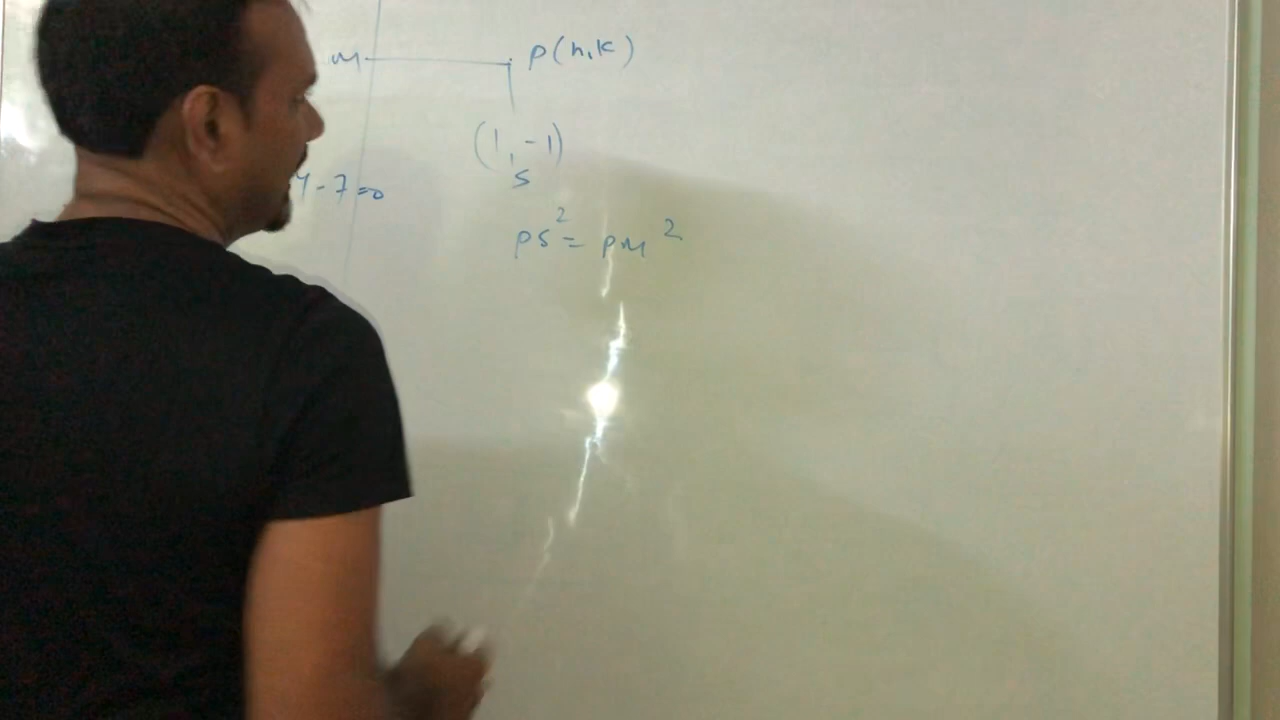 M P(h,k)
(1,-1)
S
Y-7=0
PS²=PM²